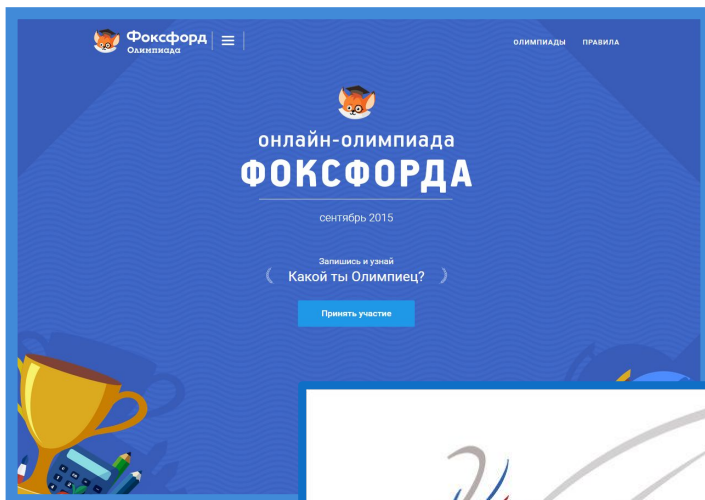 Фоксфорд
Олимпиада
ОЛИМПИАДЫ ПРАВИЛА
онлайн-олимпиада
ФОКСФОРДА
сентябрь 2015
Запишись и узнай
Какой ты Олимпиец?
Принять участие